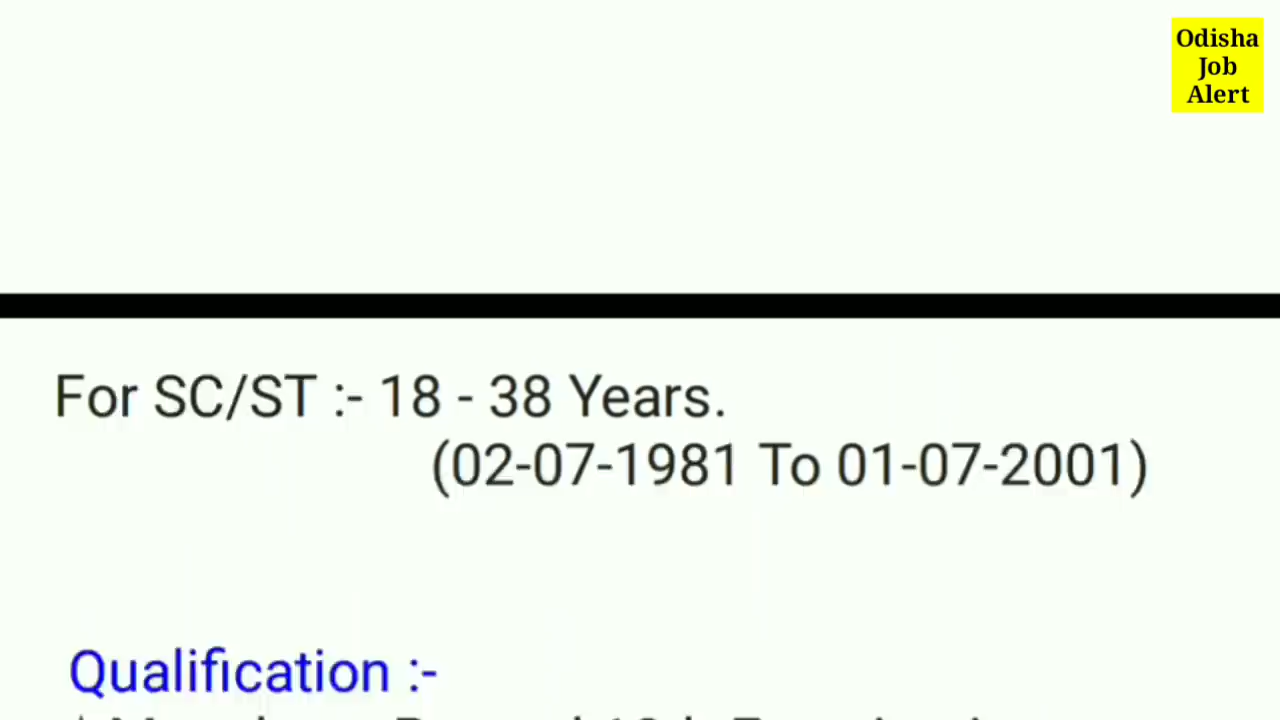 Odisha
Job
Alert
For SC/ST :- 18 - 38 Years.
(02-07-1981 To 01-07-2001)
Qualification :-